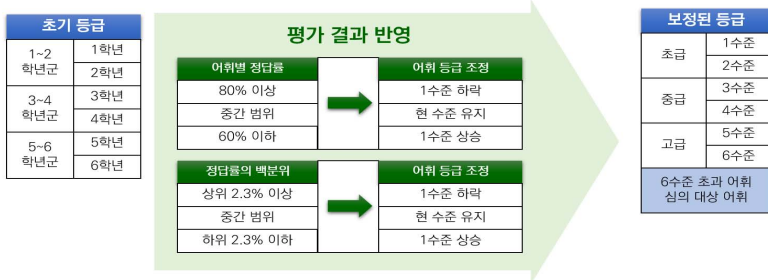 초기 등급
1~2
학년군
1학년
2학년
3~4
학년군
3학년
4학년
5~6
학년군
5학년
6학년
평가 결과 반영
어휘별 정답률
어휘 등급 조정
80% 이상
1수준 하락
중간 범위
현 수준 유지
60% 이하
1수준 상승
정답률의 백분위
어휘 등급 조정
상위 2.3% 이상
1수준 하락
중간 범위
현 수준 유지
하위 2.3% 이하
1수준 상승
보정된 등급
초급
1수준
2수준
중급
3수준
4수준
고급
5수준
6수준
6수준 초과 어휘
심의 대상 어휘